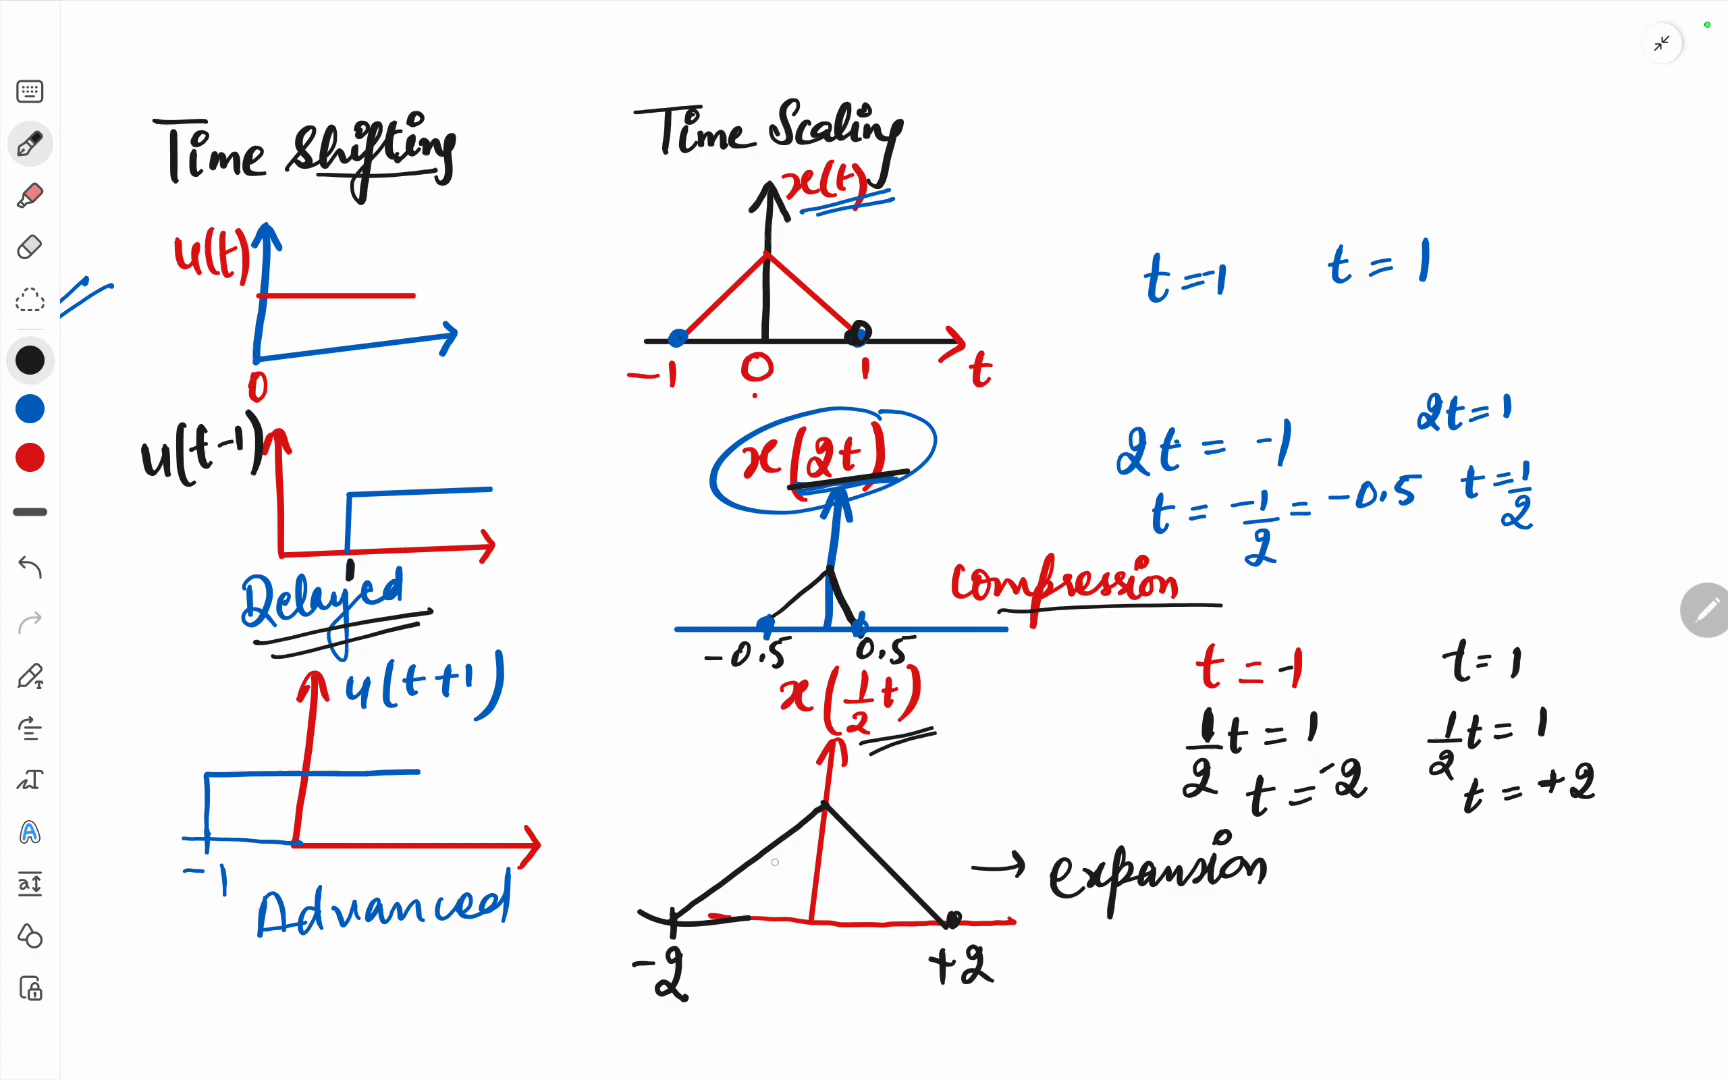 Time Shifting
u(t)
0
u(t-1)
1
Delayed
u(t+1)
-1
Advanced
Time Scaling
x(t)
-1 0 1 t
x(2t)
-0.5 0.5
Compression
x(1/2 t)
-2 +2
→ expansion
t=-1 t=1
2t=-1 2t=1
t=-1/2=-0.5 t=1/2
t=-1 t=1
1/2 t=1 1/2 t=1
t=-2 t=+2